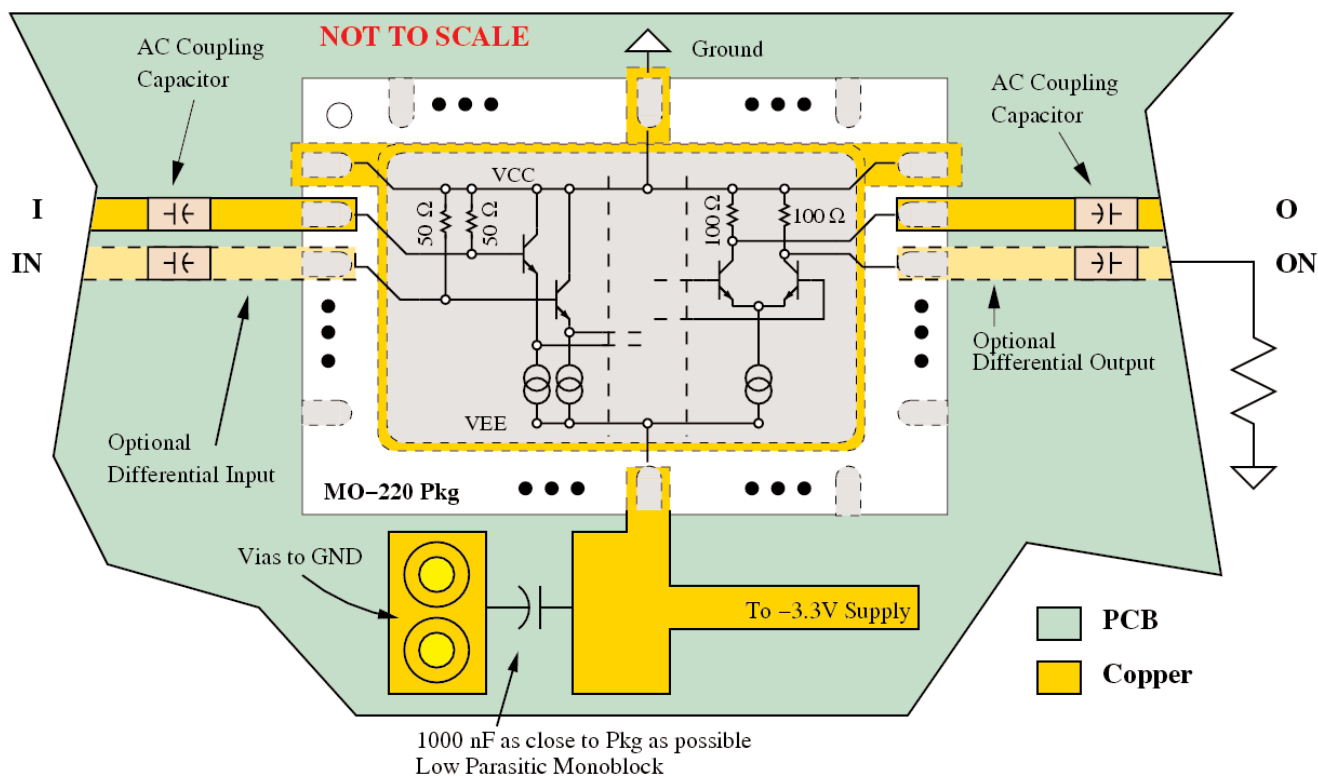 NOT TO SCALE
AC Coupling
Capacitor
Ground
AC Coupling
Capacitor
VCC
I
50 Ω
50 Ω
100 Ω
100 Ω
O
IN
ON
Optional
Differential Output
VEE
Optional
Differential Input
MO−220 Pkg
Vias to GND
To −3.3V Supply
PCB
Copper
1000 nF as close to Pkg as possible
Low Parasitic Monoblock